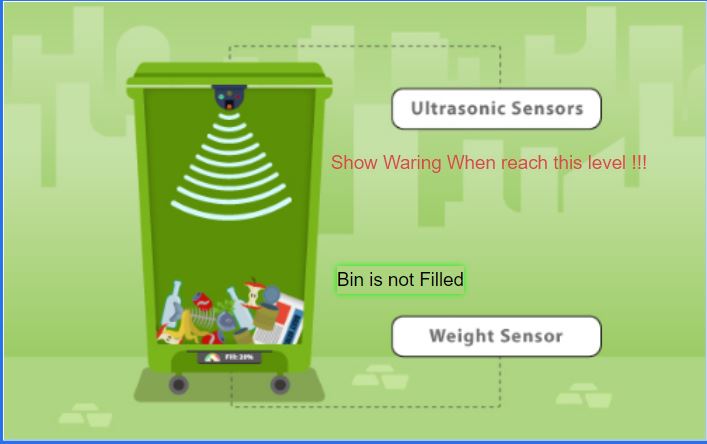 Ultrasonic Sensors
Show Waring When reach this level !!!
Bin is not Filled
Weight Sensor
Fill: 20%